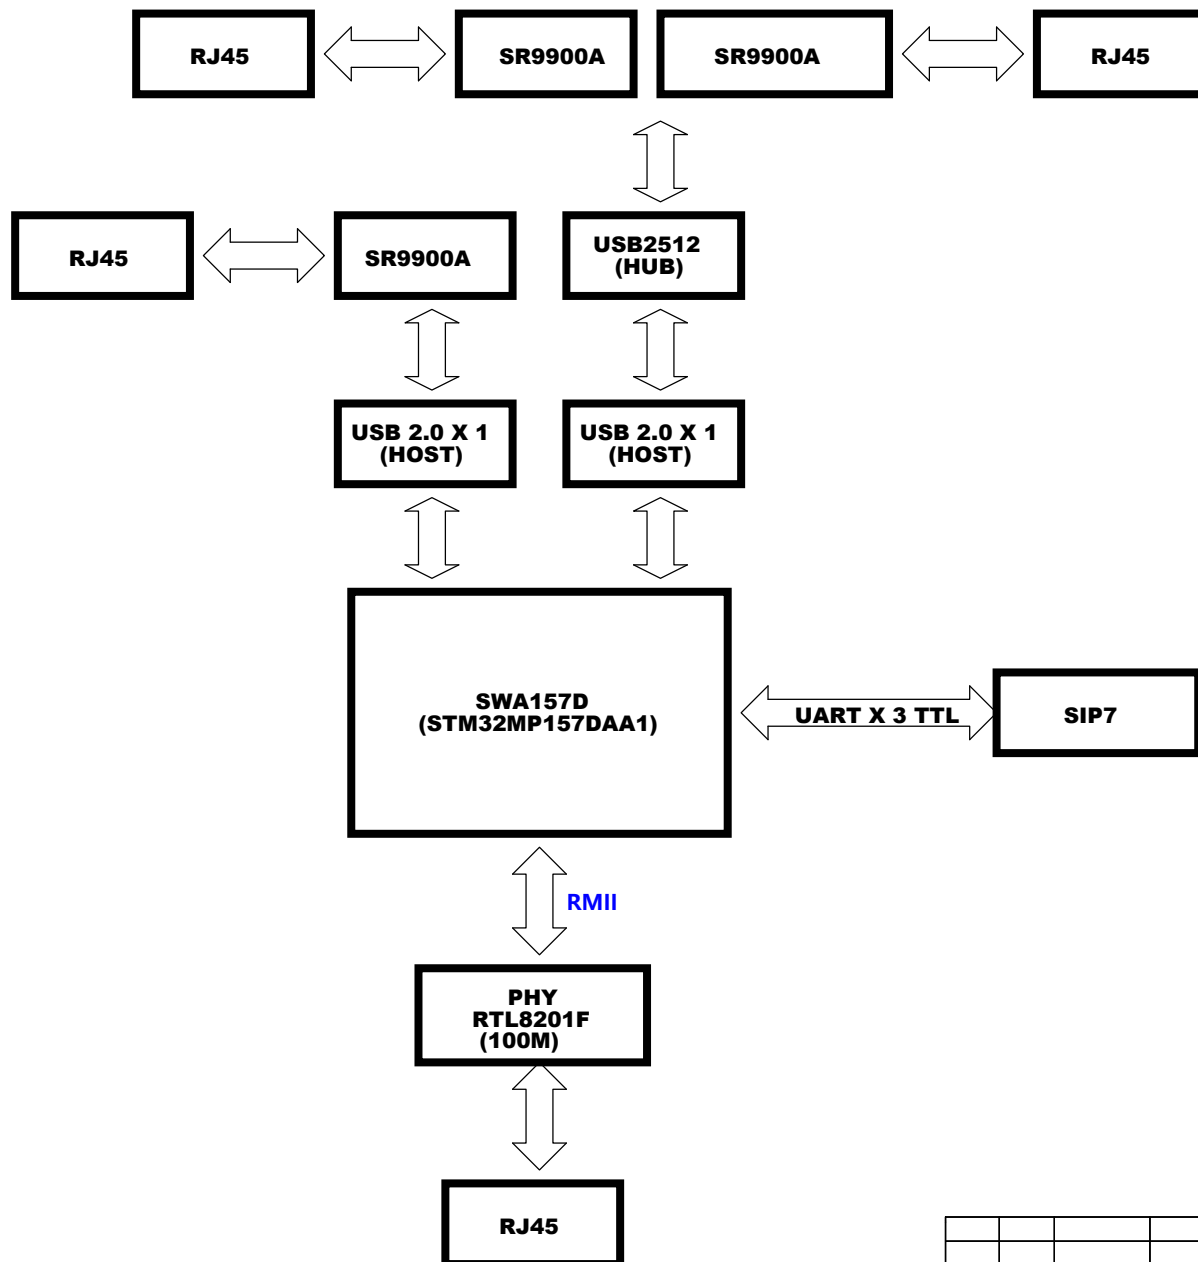 RJ45
SR9900A
SR9900A
RJ45
RJ45
SR9900A
USB2512
(HUB)
USB 2.0 X 1
(HOST)
USB 2.0 X 1
(HOST)
SWA157D
(STM32MP157DAA1)
UART X 3 TTL
SIP7
RMII
PHY
RTL8201F
(100M)
RJ45